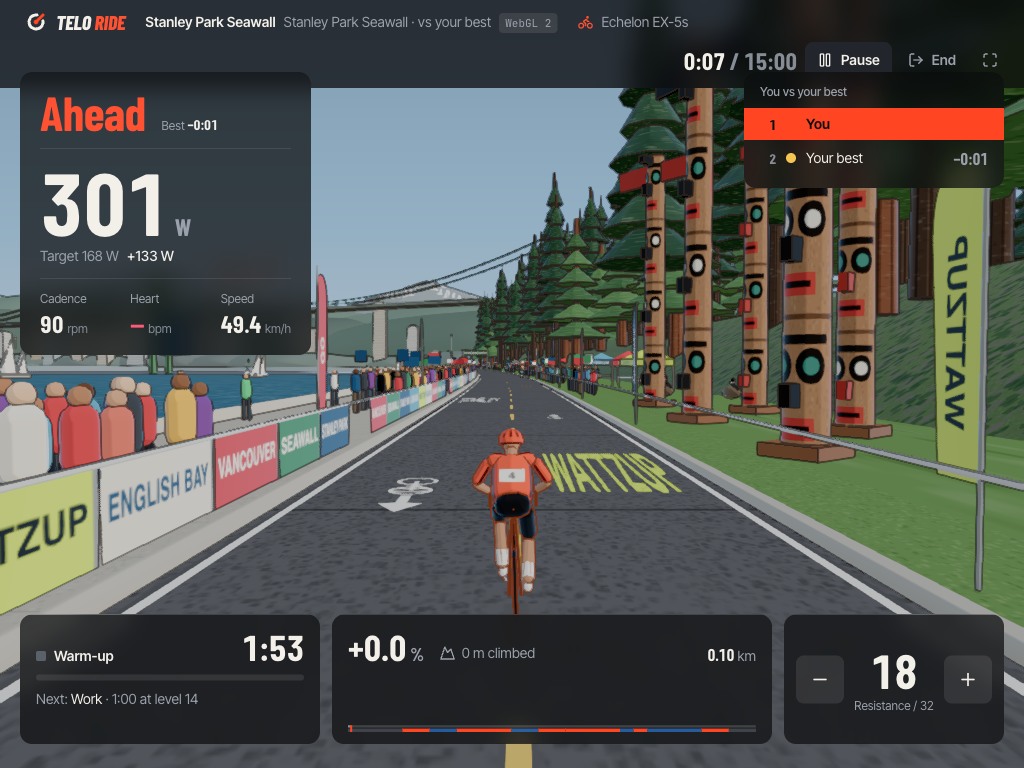 TELO RIDE Stanley Park Seawall Stanley Park Seawall · vs your best WebGL 2 Echelon EX-5s
0:07 / 15:00 Pause End
Ahead Best −0:01
301 W
Target 168 W +133 W
Cadence Heart Speed
90 rpm — bpm 49.4 km/h
You vs your best
1 You
2 Your best −0:01
WATTZUP
TZUP
ENGLISH BAY
VANCOUVER
SEAWALL
STANLEY PARK
4
WATTZUP
Warm-up 1:53
Next: Work · 1:00 at level 14
+0.0 % 0 m climbed 0.10 km
− 18 +
Resistance / 32